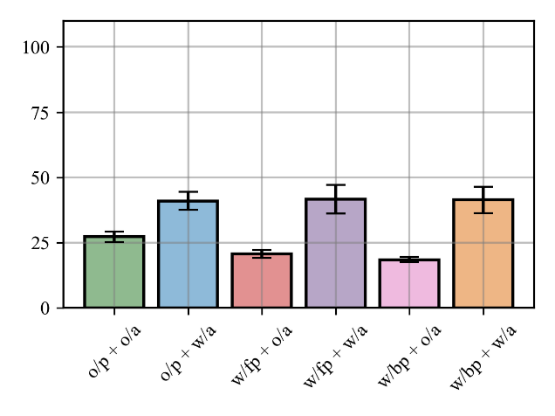 100
75
50
25
0
o/p + o/a
o/p + w/a
w/fp + o/a
w/fp + w/a
w/bp + o/a
w/bp + w/a